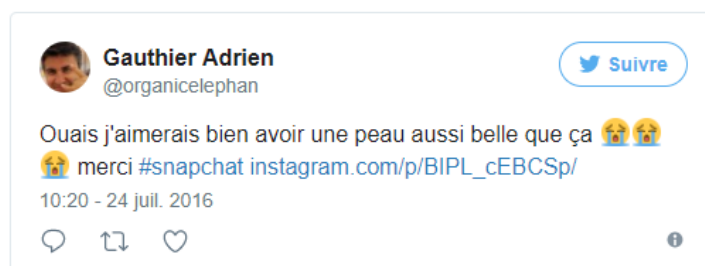 Gauthier Adrien
@organicelephan
Suivre
Ouais j'aimerais bien avoir une peau aussi belle que ça 😭😭
😭 merci #snapchat instagram.com/p/BIPL_cEBCSp/
10:20 - 24 juil. 2016